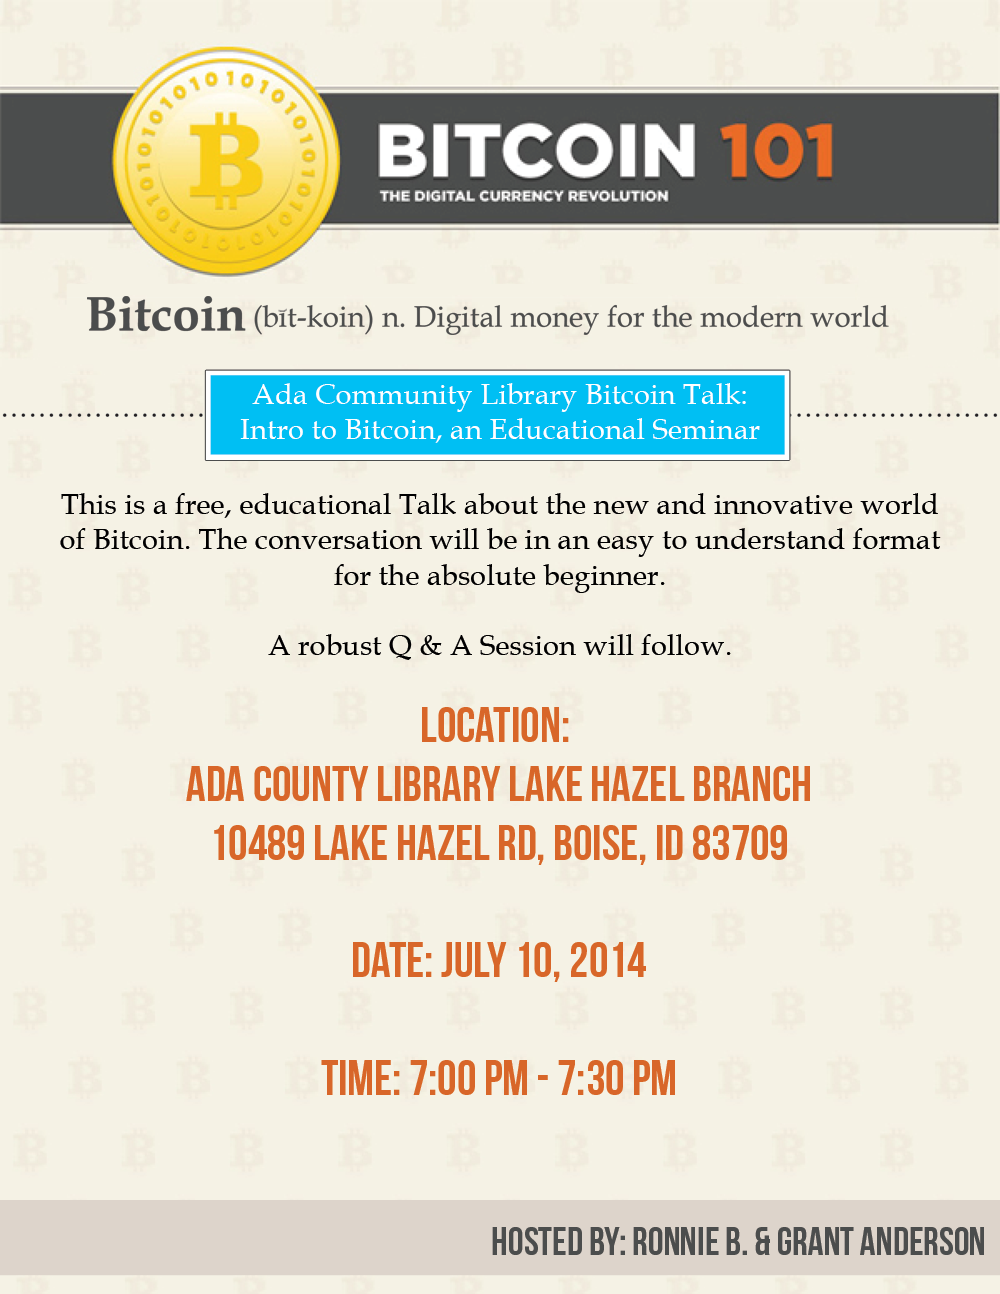 BITCOIN 101
THE DIGITAL CURRENCY REVOLUTION
Bitcoin (bĭt-koin) n. Digital money for the modern world
Ada Community Library Bitcoin Talk:
Intro to Bitcoin, an Educational Seminar
This is a free, educational Talk about the new and innovative world
of Bitcoin. The conversation will be in an easy to understand format
for the absolute beginner.
A robust Q & A Session will follow.
LOCATION:
ADA COUNTY LIBRARY LAKE HAZEL BRANCH
10489 LAKE HAZEL RD, BOISE, ID 83709
DATE: JULY 10, 2014
TIME: 7:00 PM - 7:30 PM
HOSTED BY: RONNIE B. & GRANT ANDERSON